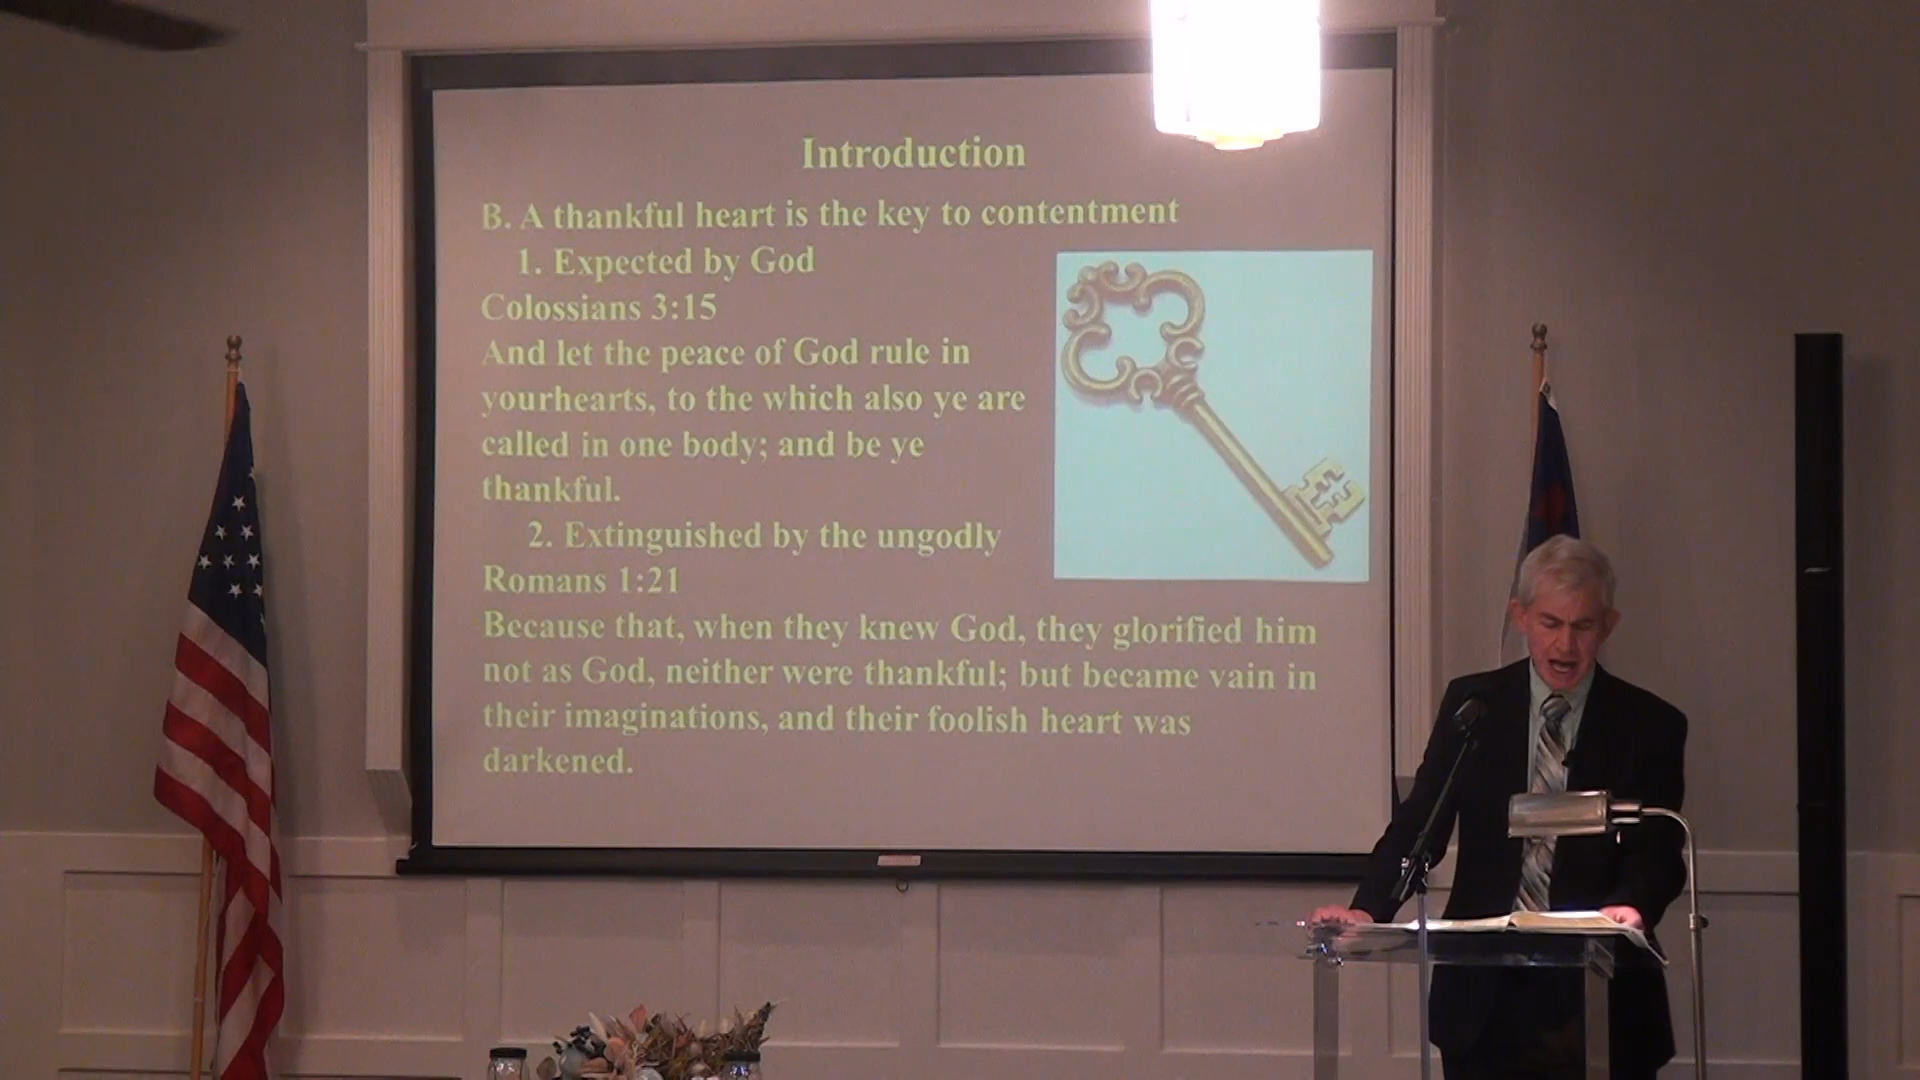 Introduction
B. A thankful heart is the key to contentment
1. Expected by God
Colossians 3:15
And let the peace of God rule in
yourhearts, to the which also ye are
called in one body; and be ye
thankful.
2. Extinguished by the ungodly
Romans 1:21
Because that, when they knew God, they glorified him
not as God, neither were thankful; but became vain in
their imaginations, and their foolish heart was
darkened.